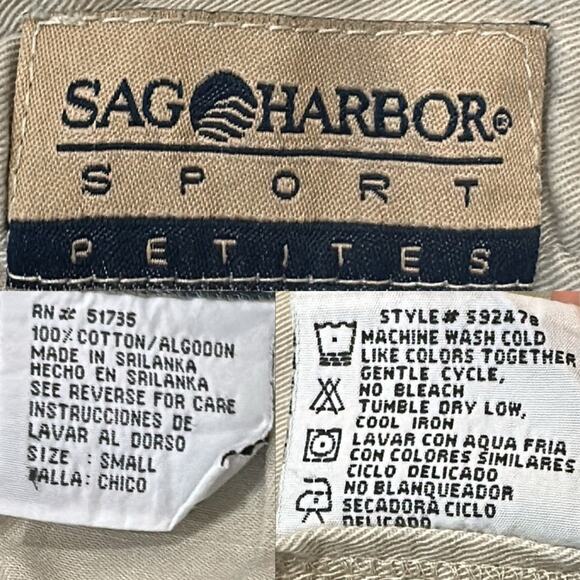 SAG HARBOR®
SPORT
PETITES
RN # 51735
100% COTTON/ALGODON
MADE IN SRILANKA
HECHO EN SRILANKA
SEE REVERSE FOR CARE
INSTRUCCIONES DE
LAVAR AL DORSO
SIZE : SMALL
TALLA: CHICO
STYLE# 59247B
MACHINE WASH COLD
LIKE COLORS TOGETHER
GENTLE CYCLE,
NO BLEACH
TUMBLE DRY LOW,
COOL IRON
LAVAR CON AQUA FRIA
CON COLORES SIMILARES
CICLO DELICADO
NO BLANQUEADOR
SECADORA CICLO
DELICADO